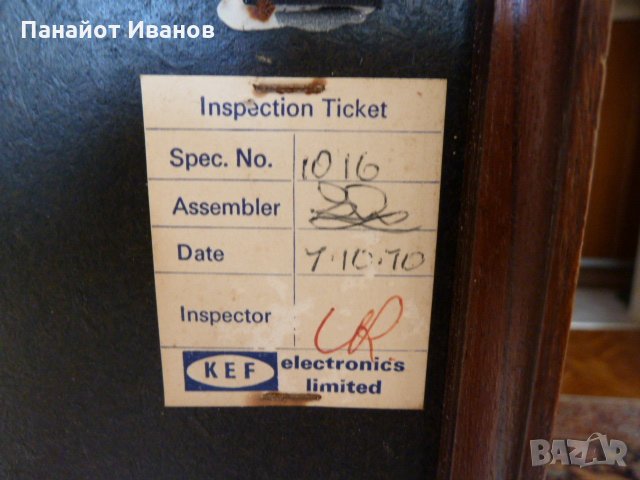 Панайот Иванов
Inspection Ticket
Spec. No. 1016
Assembler
Date 7.10.70
Inspector
KEF electronics
limited
BAZAR